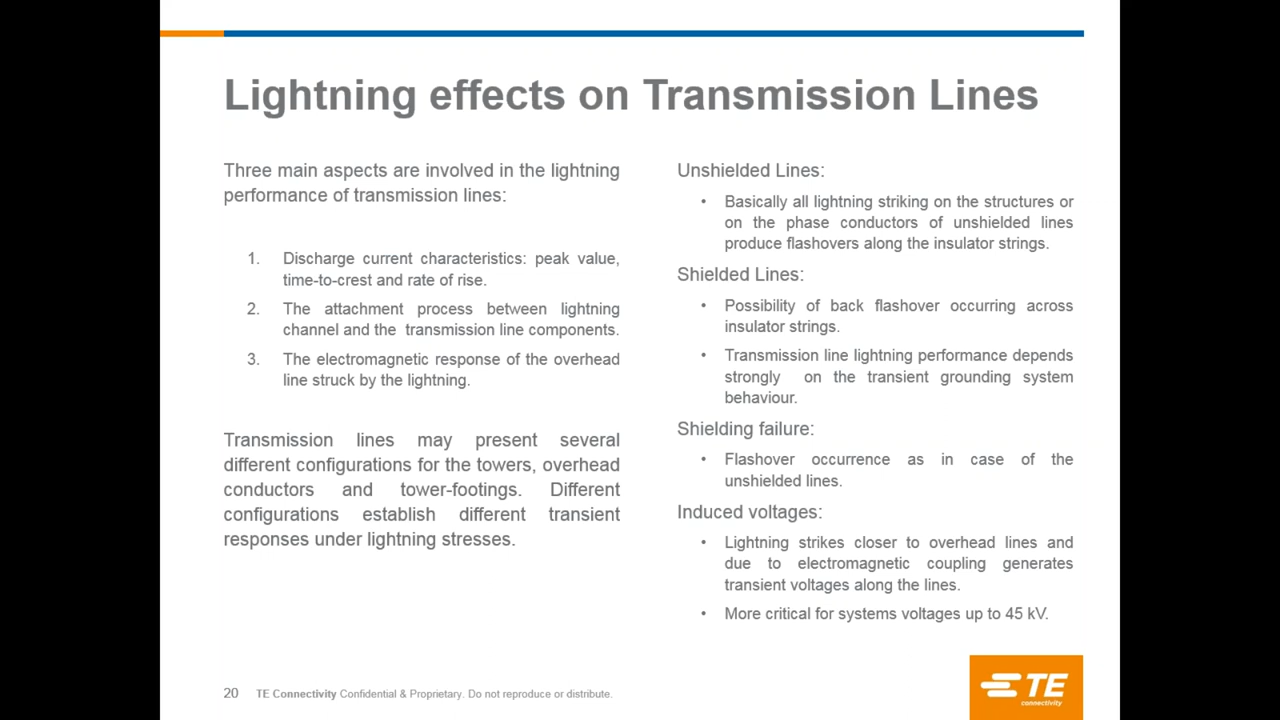 Lightning effects on Transmission Lines
Three main aspects are involved in the lightning
performance of transmission lines:
1. Discharge current characteristics: peak value,
time-to-crest and rate of rise.
2. The attachment process between lightning
channel and the transmission line components.
3. The electromagnetic response of the overhead
line struck by the lightning.
Transmission lines may present several
different configurations for the towers, overhead
conductors and tower-footings. Different
configurations establish different transient
responses under lightning stresses.
Unshielded Lines:
• Basically all lightning striking on the structures or
on the phase conductors of unshielded lines
produce flashovers along the insulator strings.
Shielded Lines:
• Possibility of back flashover occurring across
insulator strings.
• Transmission line lightning performance depends
strongly on the transient grounding system
behaviour.
Shielding failure:
• Flashover occurrence as in case of the
unshielded lines.
Induced voltages:
• Lightning strikes closer to overhead lines and
due to electromagnetic coupling generates
transient voltages along the lines.
• More critical for systems voltages up to 45 kV.
20 TE Connectivity Confidential & Proprietary. Do not reproduce or distribute.
TE
connectivity